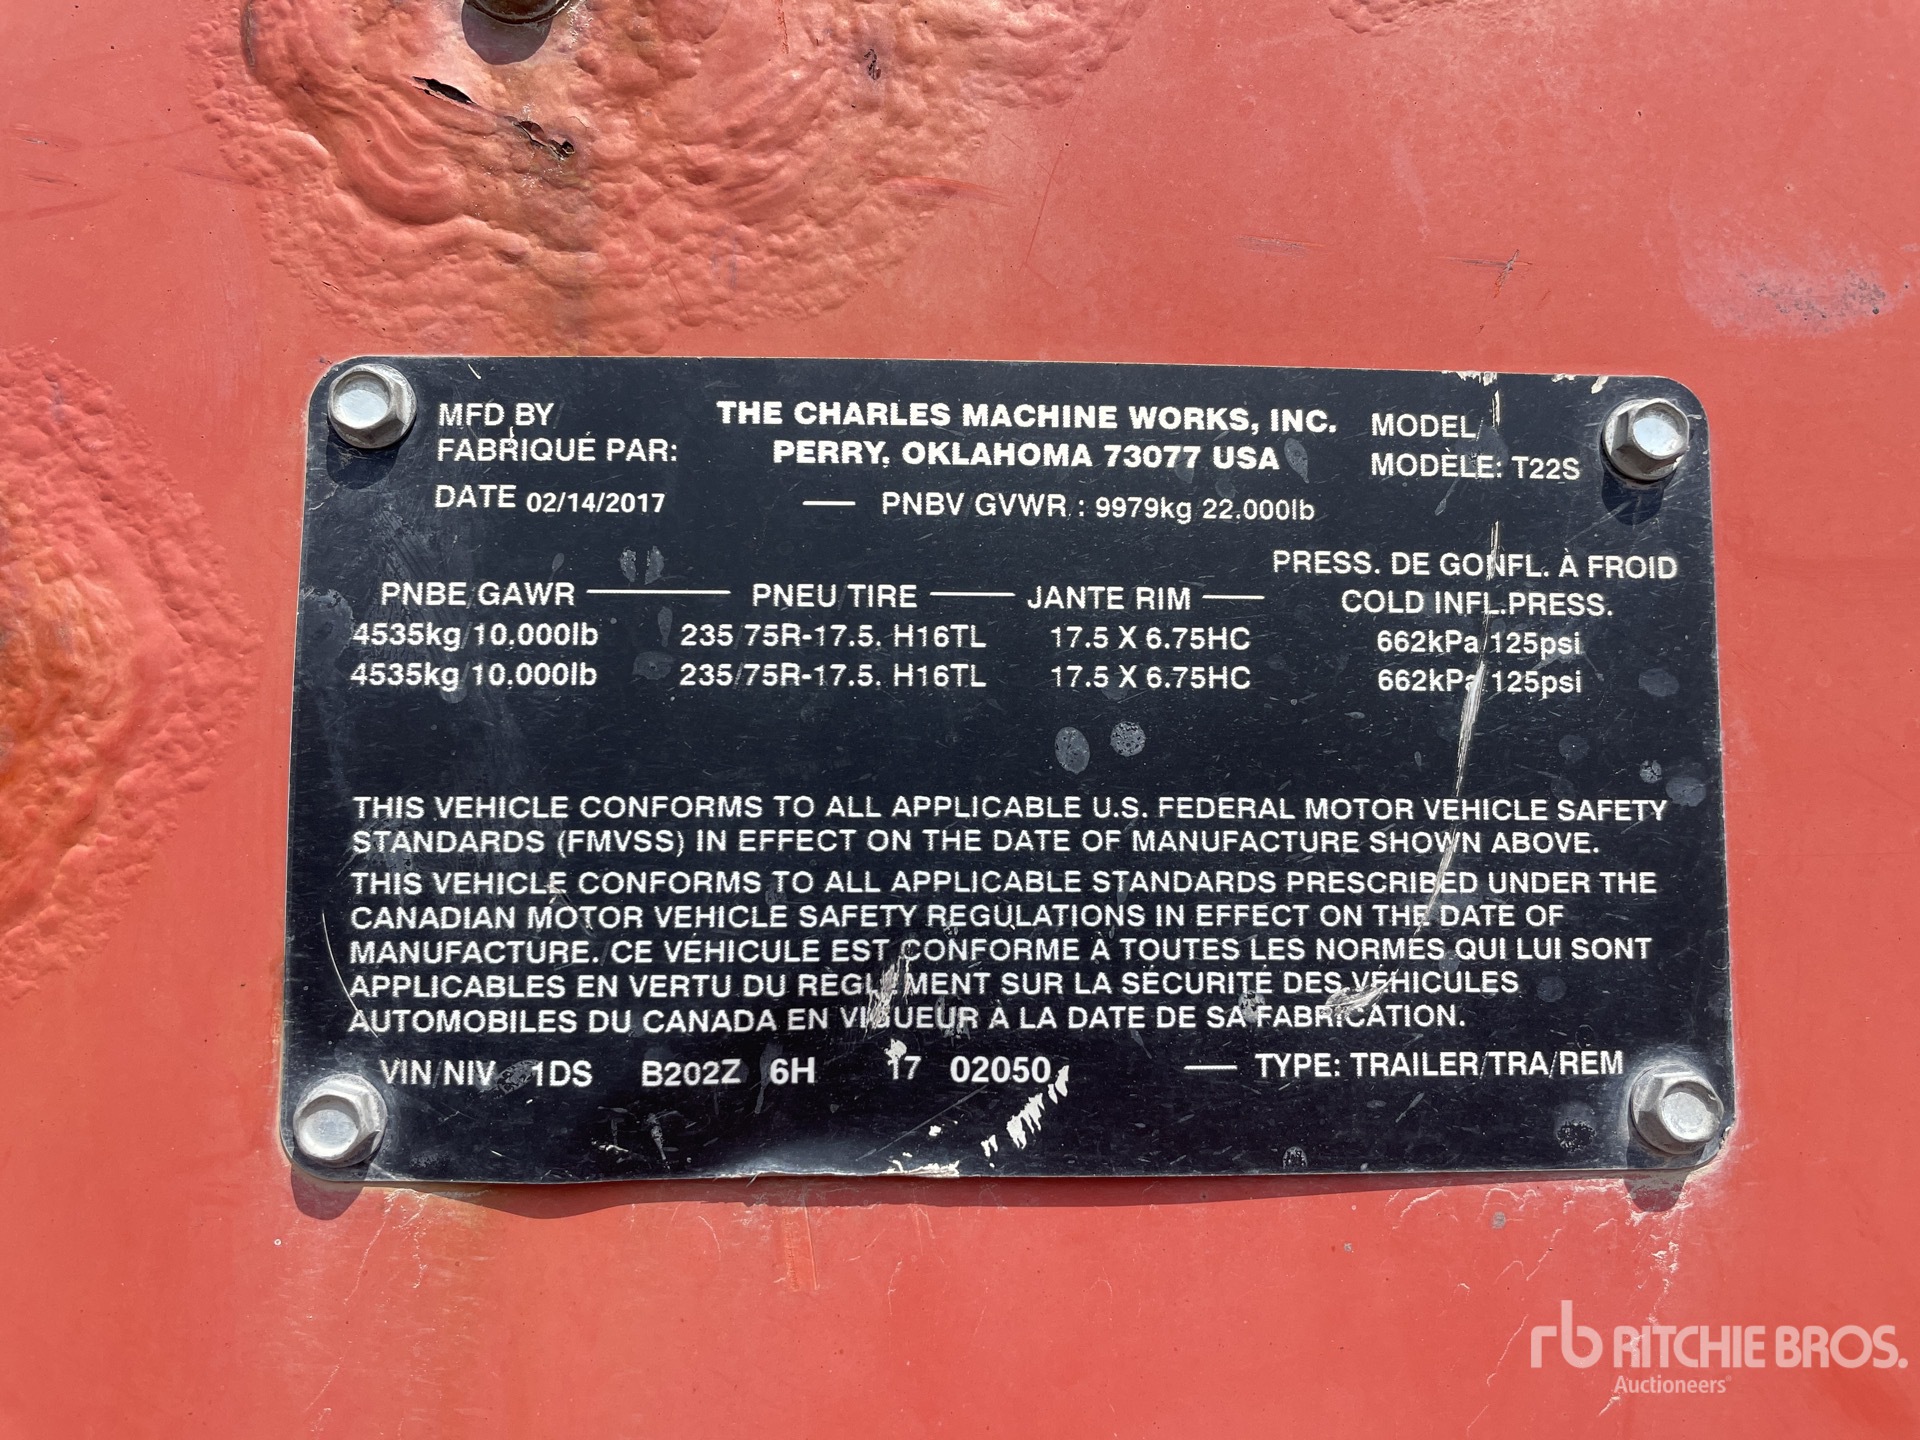 MFD BY THE CHARLES MACHINE WORKS, INC. MODEL/
FABRIQUÉ PAR: PERRY, OKLAHOMA 73077 USA MODÈLE: T22S
DATE 02/14/2017 — PNBV/GVWR : 9979kg 22.000lb
PRESS. DE GONFL. À FROID
PNBE/GAWR — PNEU/TIRE — JANTE/RIM — COLD INFL.PRESS.
4535kg/10.000lb 235/75R-17.5. H16TL 17.5 X 6.75HC 662kPa/125psi
4535kg/10.000lb 235/75R-17.5. H16TL 17.5 X 6.75HC 662kPa/125psi
THIS VEHICLE CONFORMS TO ALL APPLICABLE U.S. FEDERAL MOTOR VEHICLE SAFETY
STANDARDS (FMVSS) IN EFFECT ON THE DATE OF MANUFACTURE SHOWN ABOVE.
THIS VEHICLE CONFORMS TO ALL APPLICABLE STANDARDS PRESCRIBED UNDER THE
CANADIAN MOTOR VEHICLE SAFETY REGULATIONS IN EFFECT ON THE DATE OF
MANUFACTURE./CE VÉHICULE EST CONFORME À TOUTES LES NORMES QUI LUI SONT
APPLICABLES EN VERTU DU RÈGLEMENT SUR LA SÉCURITÉ DES VÉHICULES
AUTOMOBILES DU CANADA EN VIGUEUR À LA DATE DE SA FABRICATION.
VIN/NIV 1DS B202Z 6H 17 02050 — TYPE: TRAILER/TRA/REM
rb RITCHIE BROS.
Auctioneers